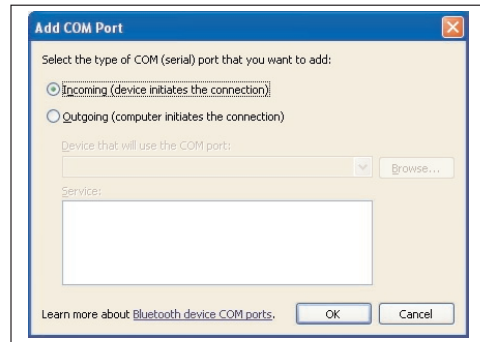 Add COM Port
Select the type of COM (serial) port that you want to add:
Incoming (device initiates the connection)
Outgoing (computer initiates the connection)
Device that will use the COM port:
Browse...
Service:
Learn more about Bluetooth device COM ports.
OK
Cancel